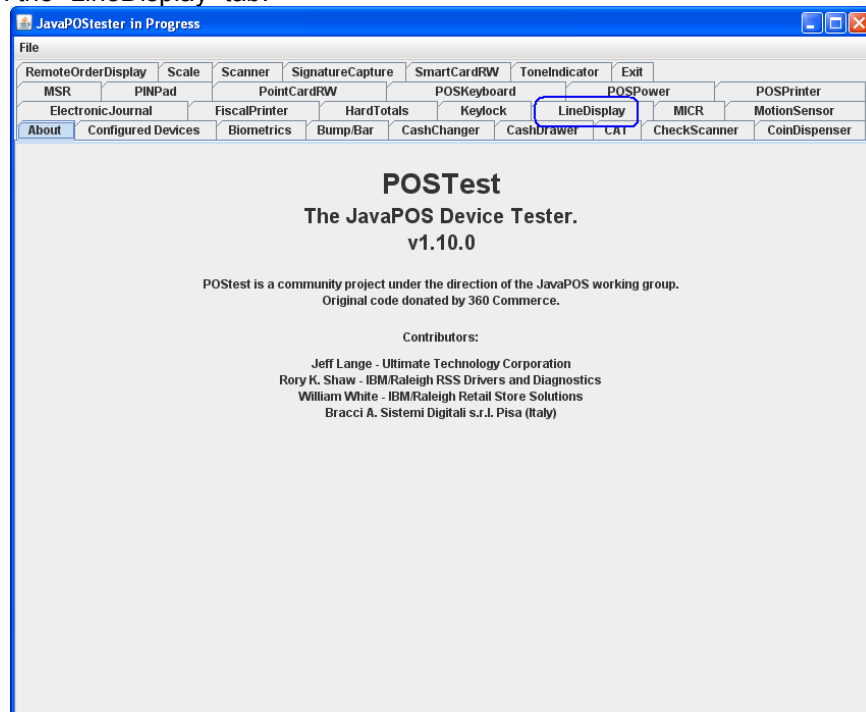 the "LineDisplay" tab.
JavaPOStester in Progress
File
RemoteOrderDisplay Scale Scanner SignatureCapture SmartCardRW ToneIndicator Exit
MSR PINPad PointCardRW POSKeyboard POSPower POSPrinter
ElectronicJournal FiscalPrinter HardTotals Keylock LineDisplay MICR MotionSensor
About Configured Devices Biometrics Bump/Bar CashChanger CashDrawer CAT CheckScanner CoinDispenser
POSTest
The JavaPOS Device Tester.
v1.10.0
POStest is a community project under the direction of the JavaPOS working group.
Original code donated by 360 Commerce.
Contributors:
Jeff Lange - Ultimate Technology Corporation
Rory K. Shaw - IBM/Raleigh RSS Drivers and Diagnostics
William White - IBM/Raleigh Retail Store Solutions
Bracci A. Sistemi Digitali s.r.l. Pisa (Italy)